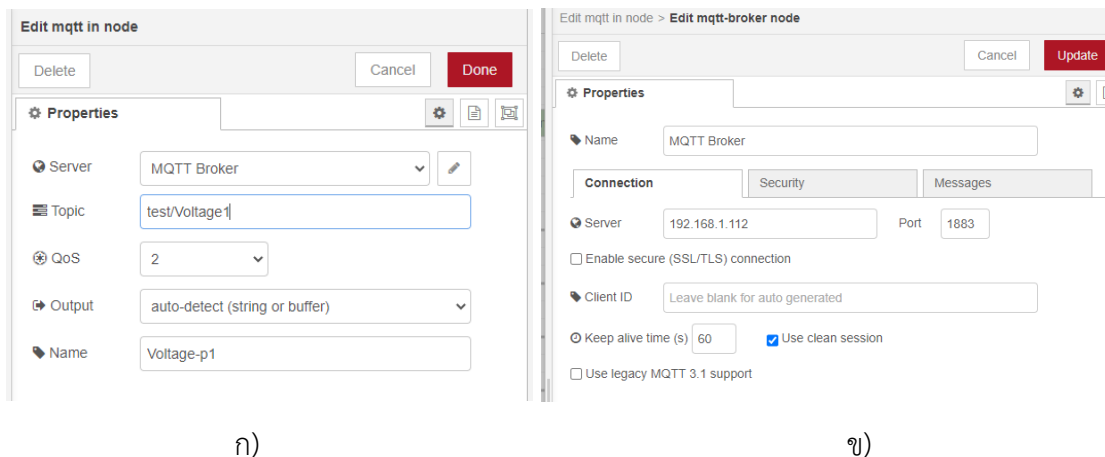 Edit mqtt in node
Delete
Cancel
Done
Properties
Server
MQTT Broker
Topic
test/Voltage1
QoS
2
Output
auto-detect (string or buffer)
Name
Voltage-p1
ก)
Edit mqtt in node > Edit mqtt-broker node
Delete
Cancel
Update
Properties
Name
MQTT Broker
Connection
Security
Messages
Server
192.168.1.112
Port
1883
Enable secure (SSL/TLS) connection
Client ID
Leave blank for auto generated
Keep alive time (s)
60
Use clean session
Use legacy MQTT 3.1 support
ข)